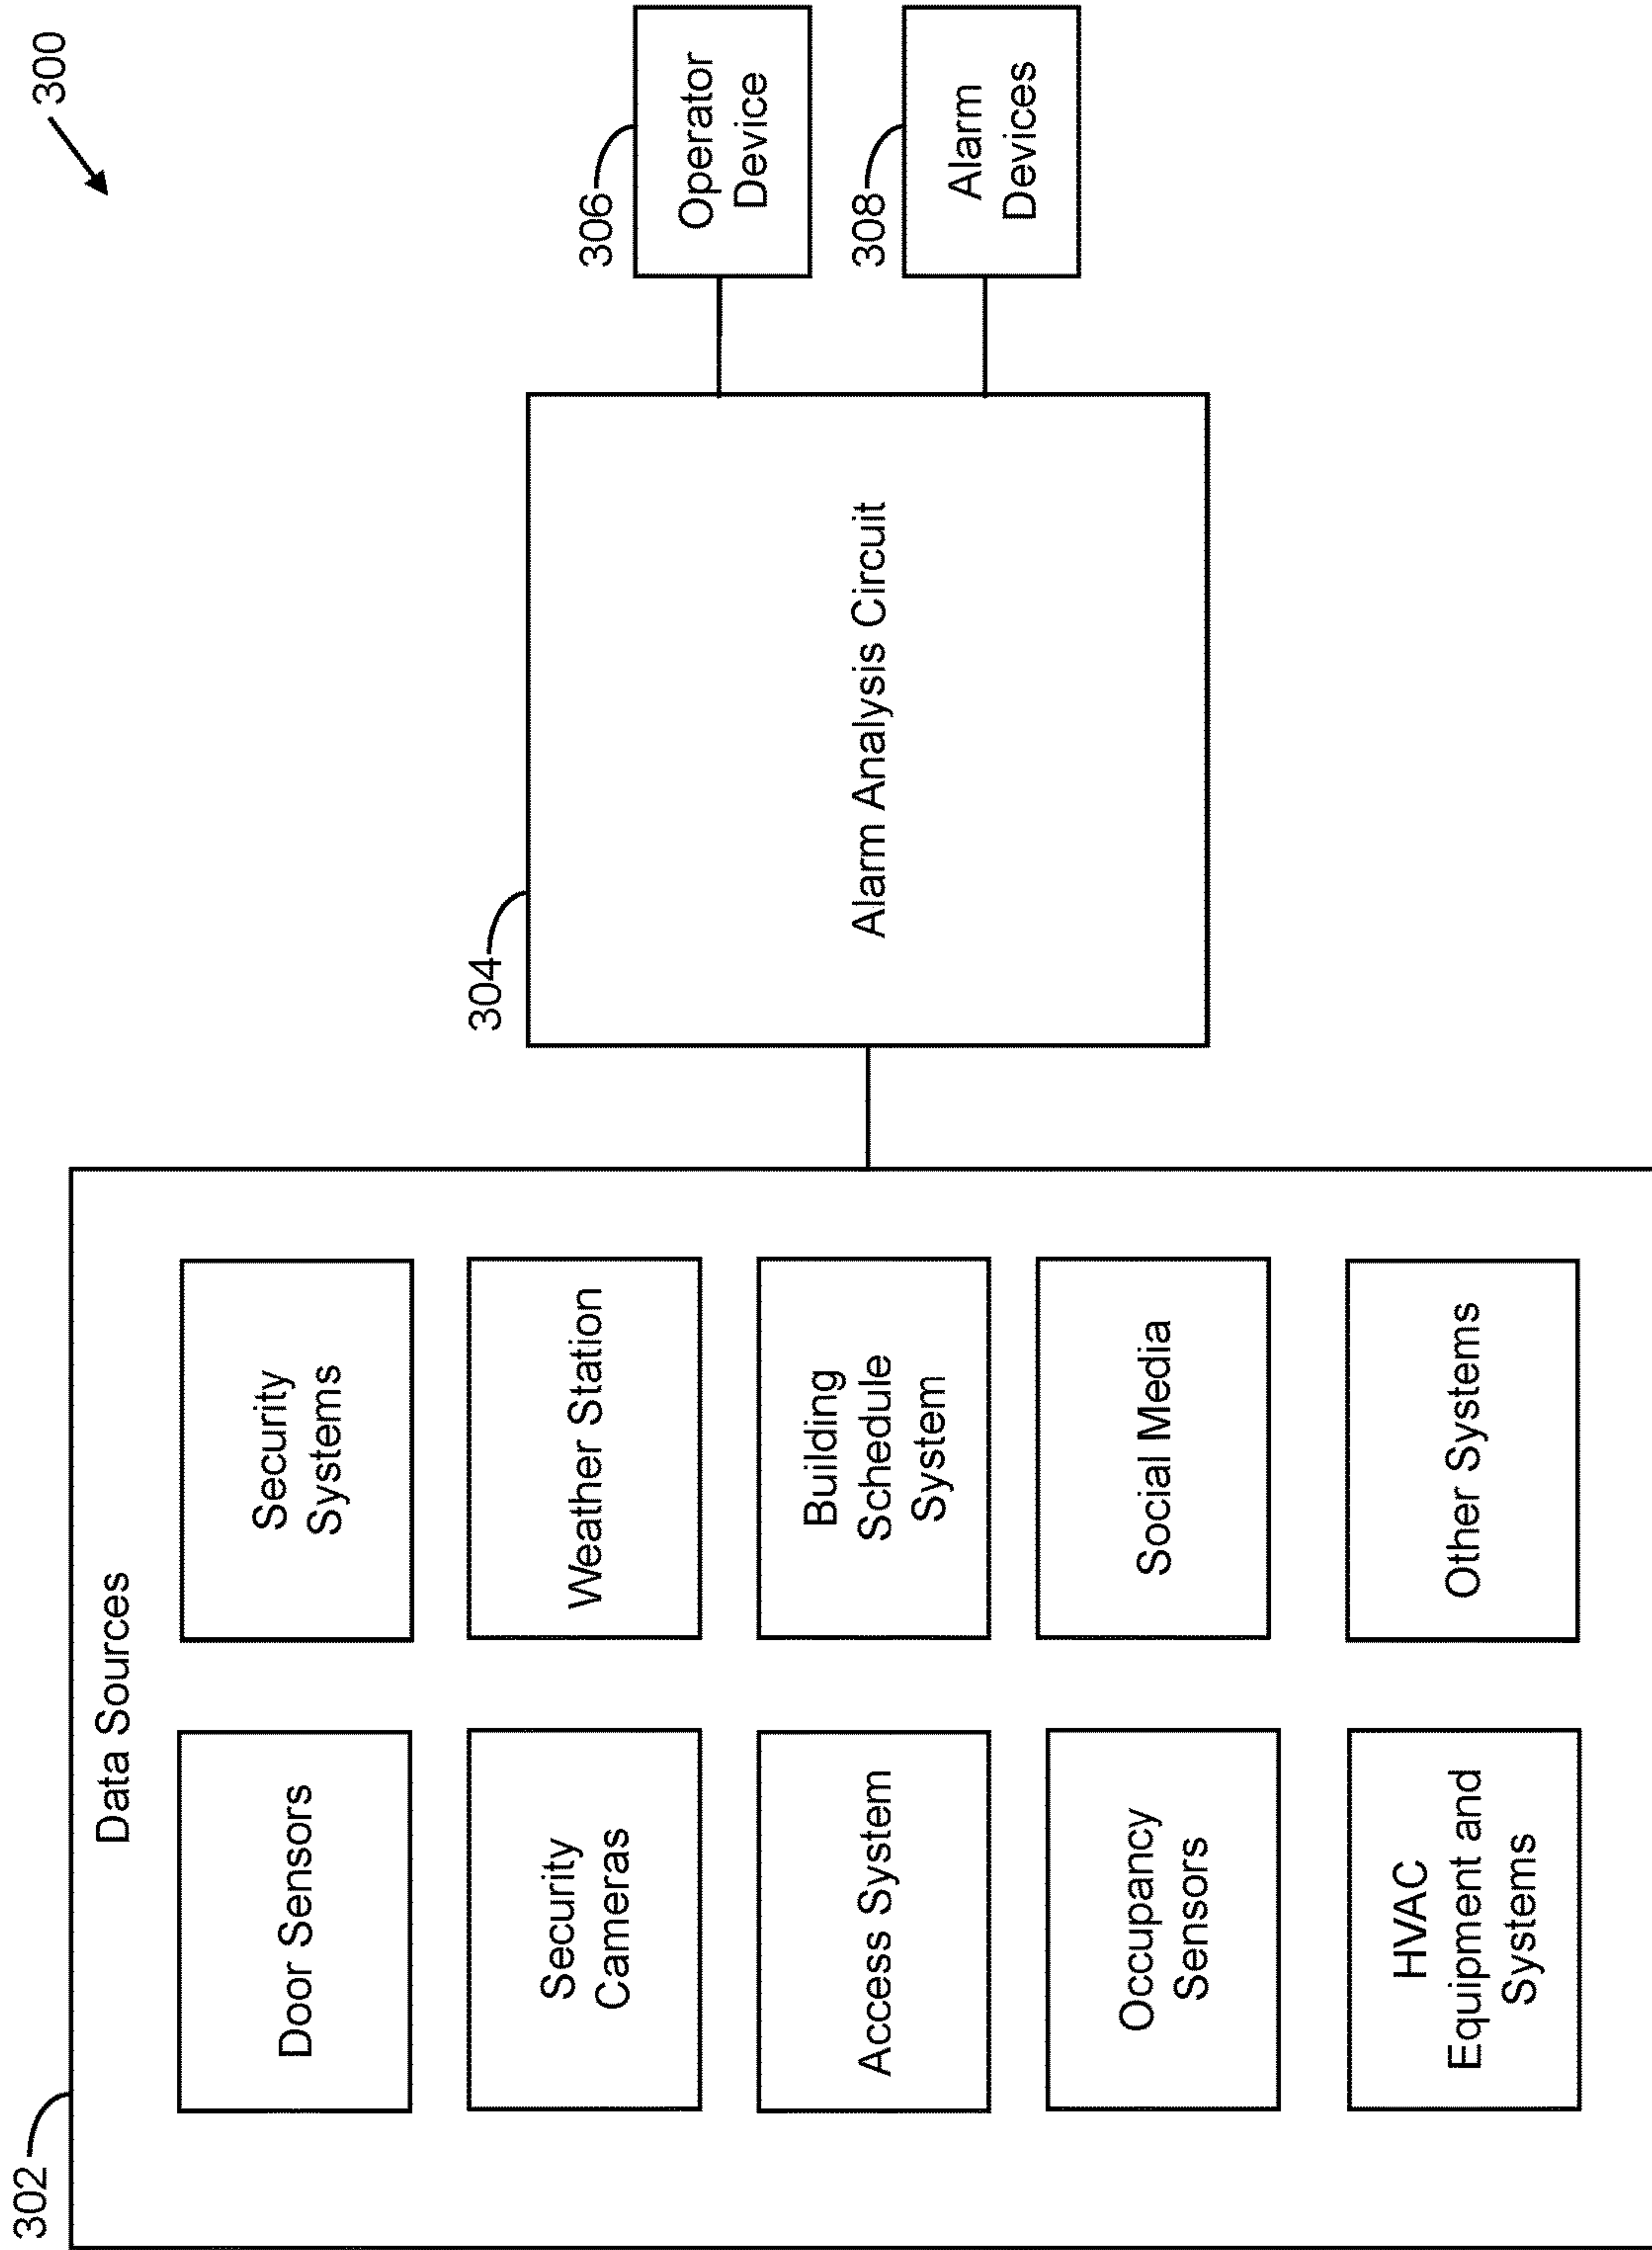 300
302
Data Sources
Door Sensors
Security
Systems
Security
Cameras
Weather Station
Access System
Building
Schedule
System
Occupancy
Sensors
Social Media
HVAC
Equipment and
Systems
Other Systems
304
Alarm Analysis Circuit
306
Operator
Device
308
Alarm
Devices